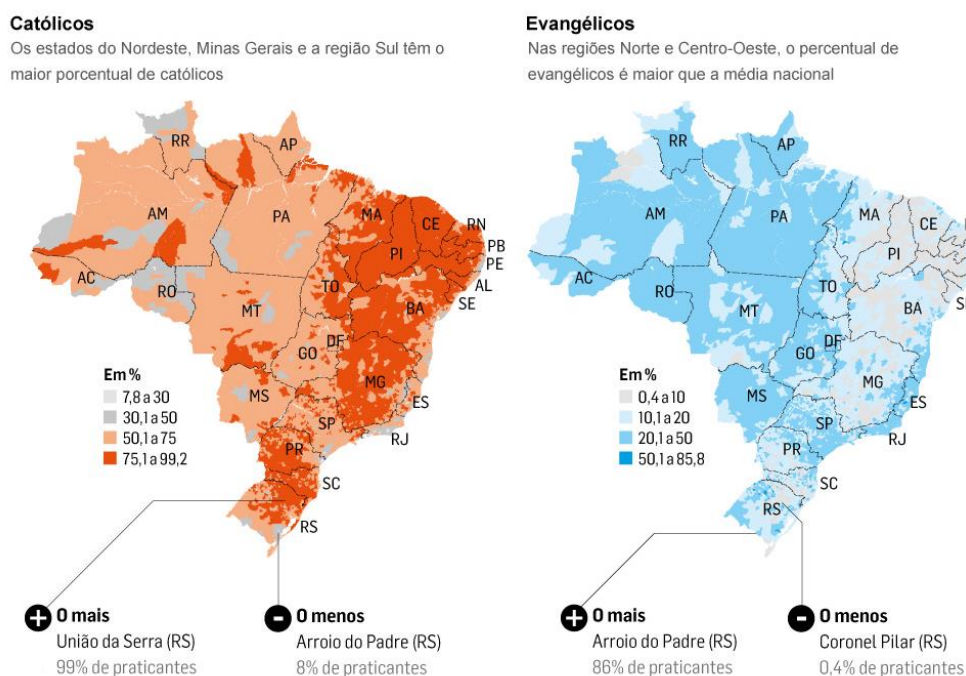 Católicos
Os estados do Nordeste, Minas Gerais e a região Sul têm o
maior porcentual de católicos
RR
AP
AM
PA
MA
CE
RN
PB
PE
AL
SE
PI
AC
RO
TO
BA
MT
DF
GO
MG
MS
ES
SP
RJ
PR
SC
RS
Em %
7,8 a 30
30,1 a 50
50,1 a 75
75,1 a 99,2
+ O mais
União da Serra (RS)
99% de praticantes
- O menos
Arroio do Padre (RS)
8% de praticantes
Evangélicos
Nas regiões Norte e Centro-Oeste, o percentual de
evangélicos é maior que a média nacional
RR
AP
AM
PA
MA
CE
PI
AC
RO
TO
BA
MT
DF
GO
MG
MS
ES
SP
RJ
PR
SC
RS
Em %
0,4 a 10
10,1 a 20
20,1 a 50
50,1 a 85,8
+ O mais
Arroio do Padre (RS)
86% de praticantes
- O menos
Coronel Pilar (RS)
0,4% de praticantes